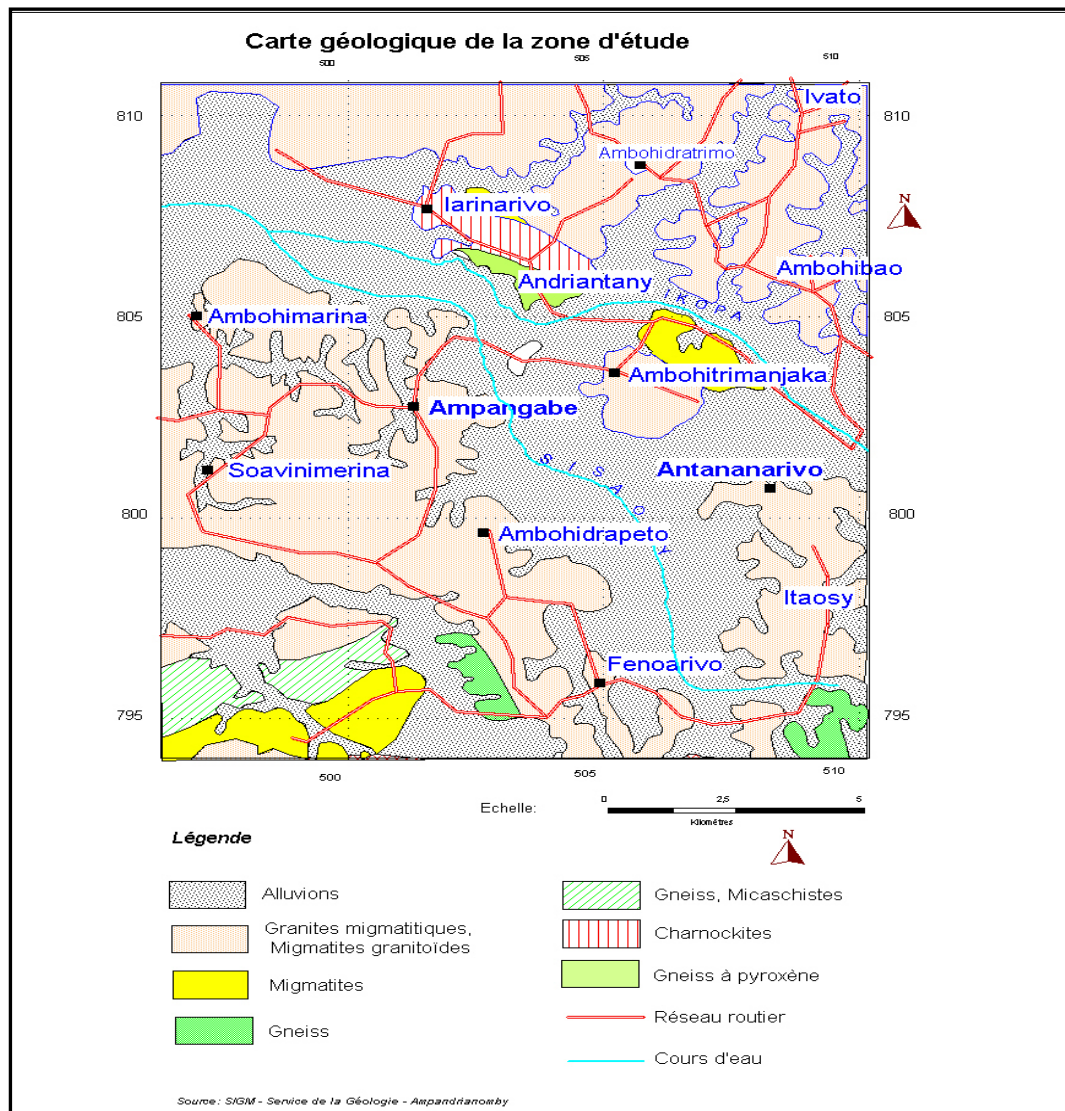 Carte géologique de la zone d'étude
500 505 510
810
Ivato
Ambohidratrimo
Iarinarivo
N
Ambohibao
Andriantany
IKOPA
805
Ambohimarina
805
Ambohitrimanjaka
Ampangabe
Soavinimerina
Antananarivo
SISAONY
800
800
Ambohidrapeto
Itaosy
Fenoarivo
795
795
500 505 510
Echelle:
0 2,5 5
Kilomètres
Légende
N
Alluvions
Granites migmatitiques,
Migmatites granitoïdes
Migmatites
Gneiss
Gneiss, Micaschistes
Charnockites
Gneiss à pyroxène
Réseau routier
Cours d'eau
Source: SIGM - Service de la Géologie - Ampandrianomby
810